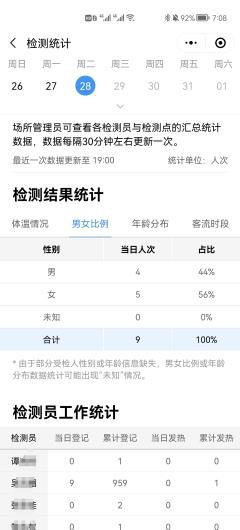 92% 7:08
检测统计
周日 周一 周二 周三 周四 周五 周六
26 27 28 29 30 31 01
场所管理员可查看各检测员与检测点的汇总统计
数据，数据每隔30分钟左右更新一次。
最近一次数据更新至 19:00 统计单位：人次
检测结果统计
体温情况 男女比例 年龄分布 客流时段
性别 当日人次 占比
男 4 44%
女 5 56%
未知 0 0%
合计 9 100%
* 由于部分受检人性别或年龄信息缺失，男女比例或年龄
分布数据统计可能出现“未知”情况。
检测员工作统计
检测员 当日登记 累计登记 当日发热 累计发热
谭 0 1 0 0
吴 9 959 0 1
张 0 2 0 0
0 1 0 0